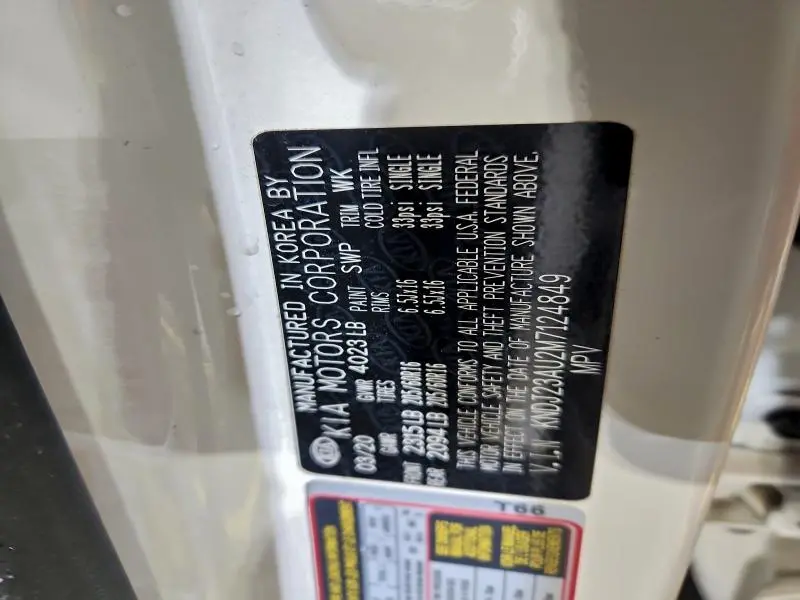 MANUFACTURED IN KOREA BY
KIA MOTORS CORPORATION
09/20 GVWR 4023 LB PAINT SWP TRIM WK
GAWR TIRES RIMS COLD TIRE INFL
FRONT 2315 LB 205/60R16 6.5Jx16 33psi SINGLE
REAR 2094 LB 205/60R16 6.5Jx16 33psi SINGLE
THIS VEHICLE CONFORMS TO ALL APPLICABLE U.S.A. FEDERAL
MOTOR VEHICLE SAFETY AND THEFT PREVENTION STANDARDS
IN EFFECT ON THE DATE OF MANUFACTURE SHOWN ABOVE.
V.I.N KNDJ23AU2M7124849
MPV
T66